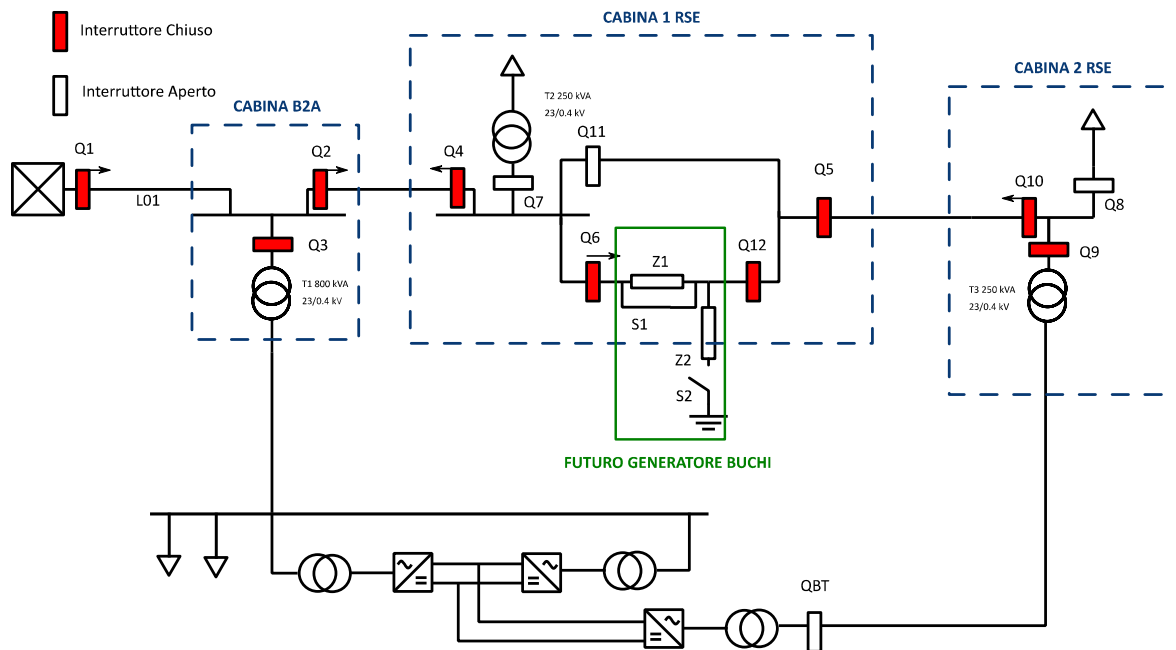 Interruttore Chiuso
Interruttore Aperto
CABINA B2A
CABINA 1 RSE
CABINA 2 RSE
Q1
L01
Q2
Q3
T1 800 kVA
23/0.4 kV
Q4
T2 250 kVA
23/0.4 kV
Q7
Q11
Q6
Z1
S1
Q12
Z2
S2
Q5
FUTURO GENERATORE BUCHI
Q10
Q8
Q9
T3 250 kVA
23/0.4 kV
QBT